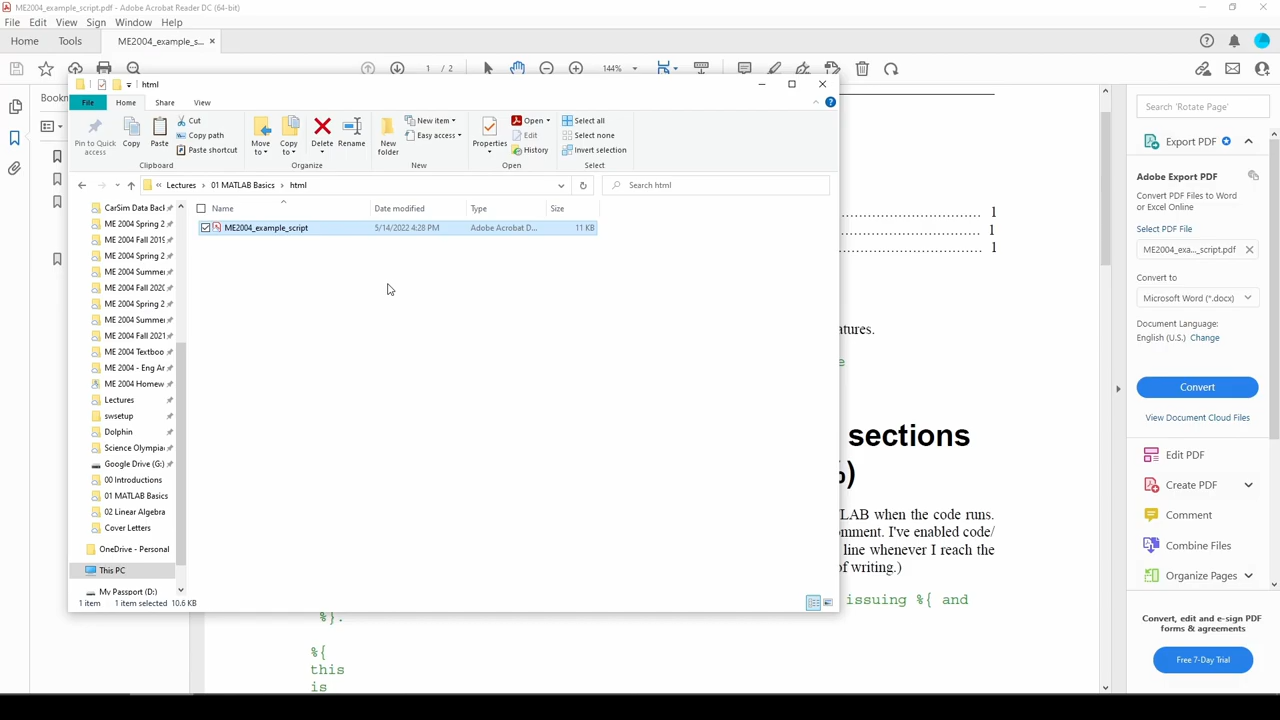 ME2004_example_script.pdf - Adobe Acrobat Reader DC (64-bit)
File Edit View Sign Window Help
Home Tools ME2004_example_s... ×
1 / 2 144%
html
Bookm
File Home Share View
Pin to Quick access
Copy
Paste
Cut
Copy path
Paste shortcut
Clipboard
Move to
Copy to
Delete
Rename
Organize
New folder
New item
Easy access
New
Properties
Open
Edit
History
Open
Select all
Select none
Invert selection
Select
« Lectures > 01 MATLAB Basics > html
Search html
Name Date modified Type Size
ME2004_example_script 5/14/2022 4:28 PM Adobe Acrobat D... 11 KB
CarSim Data Back
ME 2004 Spring 2
ME 2004 Fall 2019
ME 2004 Spring 2
ME 2004 Summer
ME 2004 Fall 2020
ME 2004 Spring 2
ME 2004 Summe
ME 2004 Fall 2021
ME 2004 Textboo
ME 2004 - Eng Ar
ME 2004 Homew
Lectures
swsetup
Dolphin
Science Olympia
Google Drive (G:)
00 Introductions
01 MATLAB Basics
02 Linear Algebra
Cover Letters
OneDrive - Personal
This PC
My Passport (D:)
1 item 1 item selected 10.6 KB
1
1
1
atures.
e
sections
%)
LAB when the code runs.
omment. I've enabled code/
line whenever I reach the
of writing.)
issuing %{ and
%}.
%{
this
is
Search 'Rotate Page'
Export PDF
Adobe Export PDF
Convert PDF Files to Word
or Excel Online
Select PDF File
ME2004_exa..._script.pdf ×
Convert to
Microsoft Word (*.docx)
Document Language:
English (U.S.) Change
Convert
View Document Cloud Files
Edit PDF
Create PDF
Comment
Combine Files
Organize Pages
Convert, edit and e-sign PDF
forms & agreements
Free 7-Day Trial